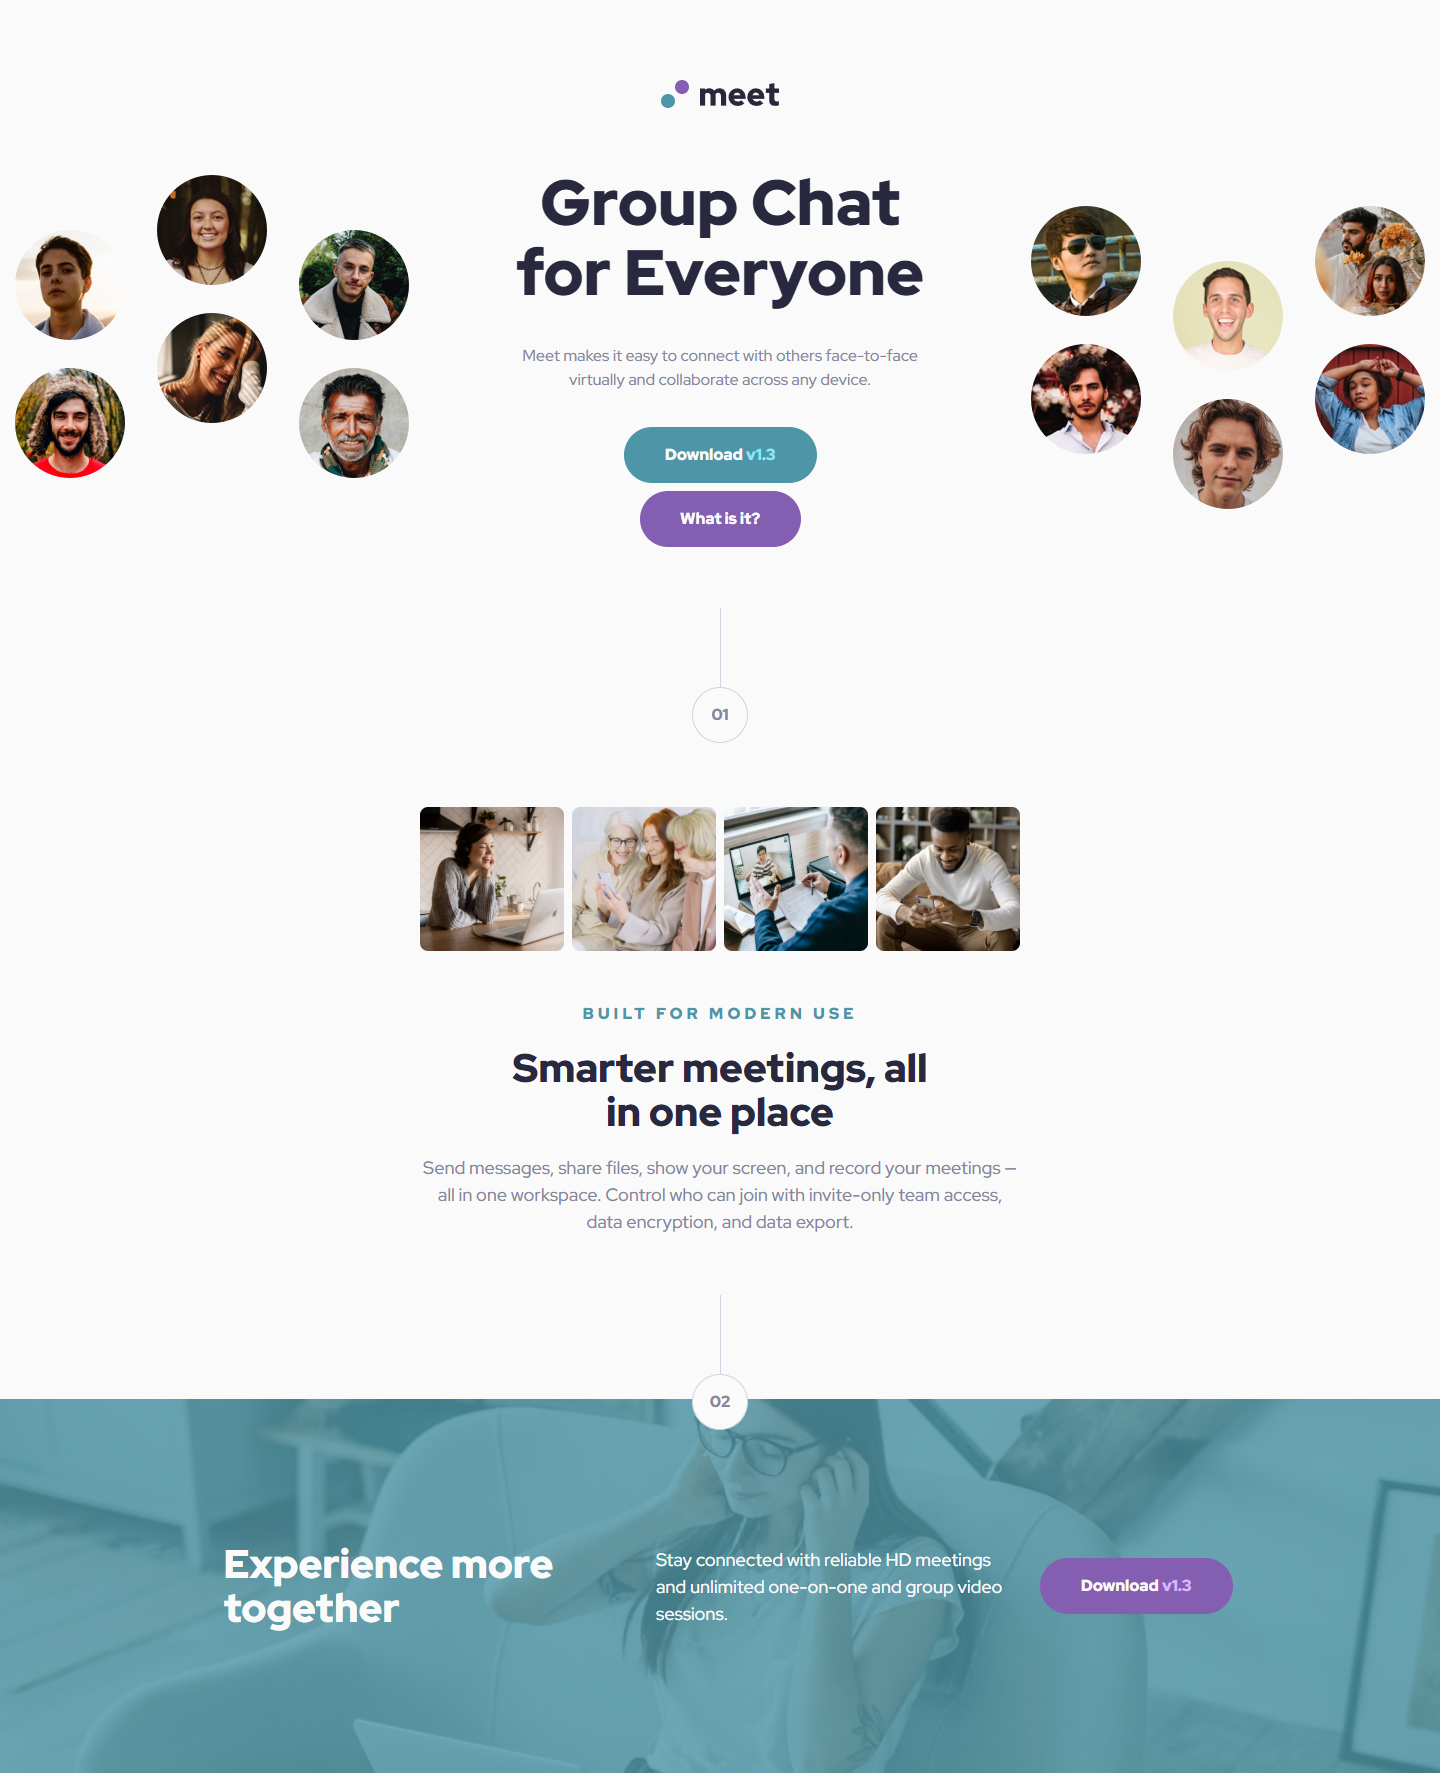 meet
Group Chat
for Everyone
Meet makes it easy to connect with others face-to-face
virtually and collaborate across any device.
Download v1.3
What is it?
01
BUILT FOR MODERN USE
Smarter meetings, all
in one place
Send messages, share files, show your screen, and record your meetings —
all in one workspace. Control who can join with invite-only team access,
data encryption, and data export.
02
Experience more
together
Stay connected with reliable HD meetings
and unlimited one-on-one and group video
sessions.
Download v1.3